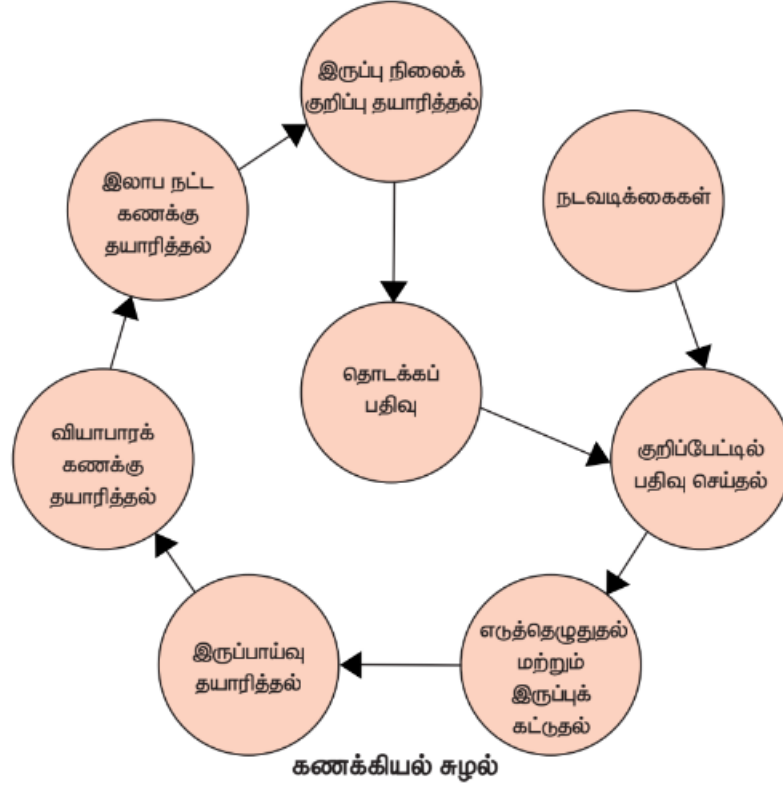 இருப்பு நிலைக்
குறிப்பு தயாரித்தல்
நடவடிக்கைகள்
இலாப நட்ட
கணக்கு
தயாரித்தல்
தொடக்கப்
பதிவு
குறிப்பேட்டில்
பதிவு செய்தல்
வியாபாரக்
கணக்கு
தயாரித்தல்
எடுத்தெழுதுதல்
மற்றும்
இருப்புக்
கட்டுதல்
இருப்பாய்வு
தயாரித்தல்
கணக்கியல் சுழல்